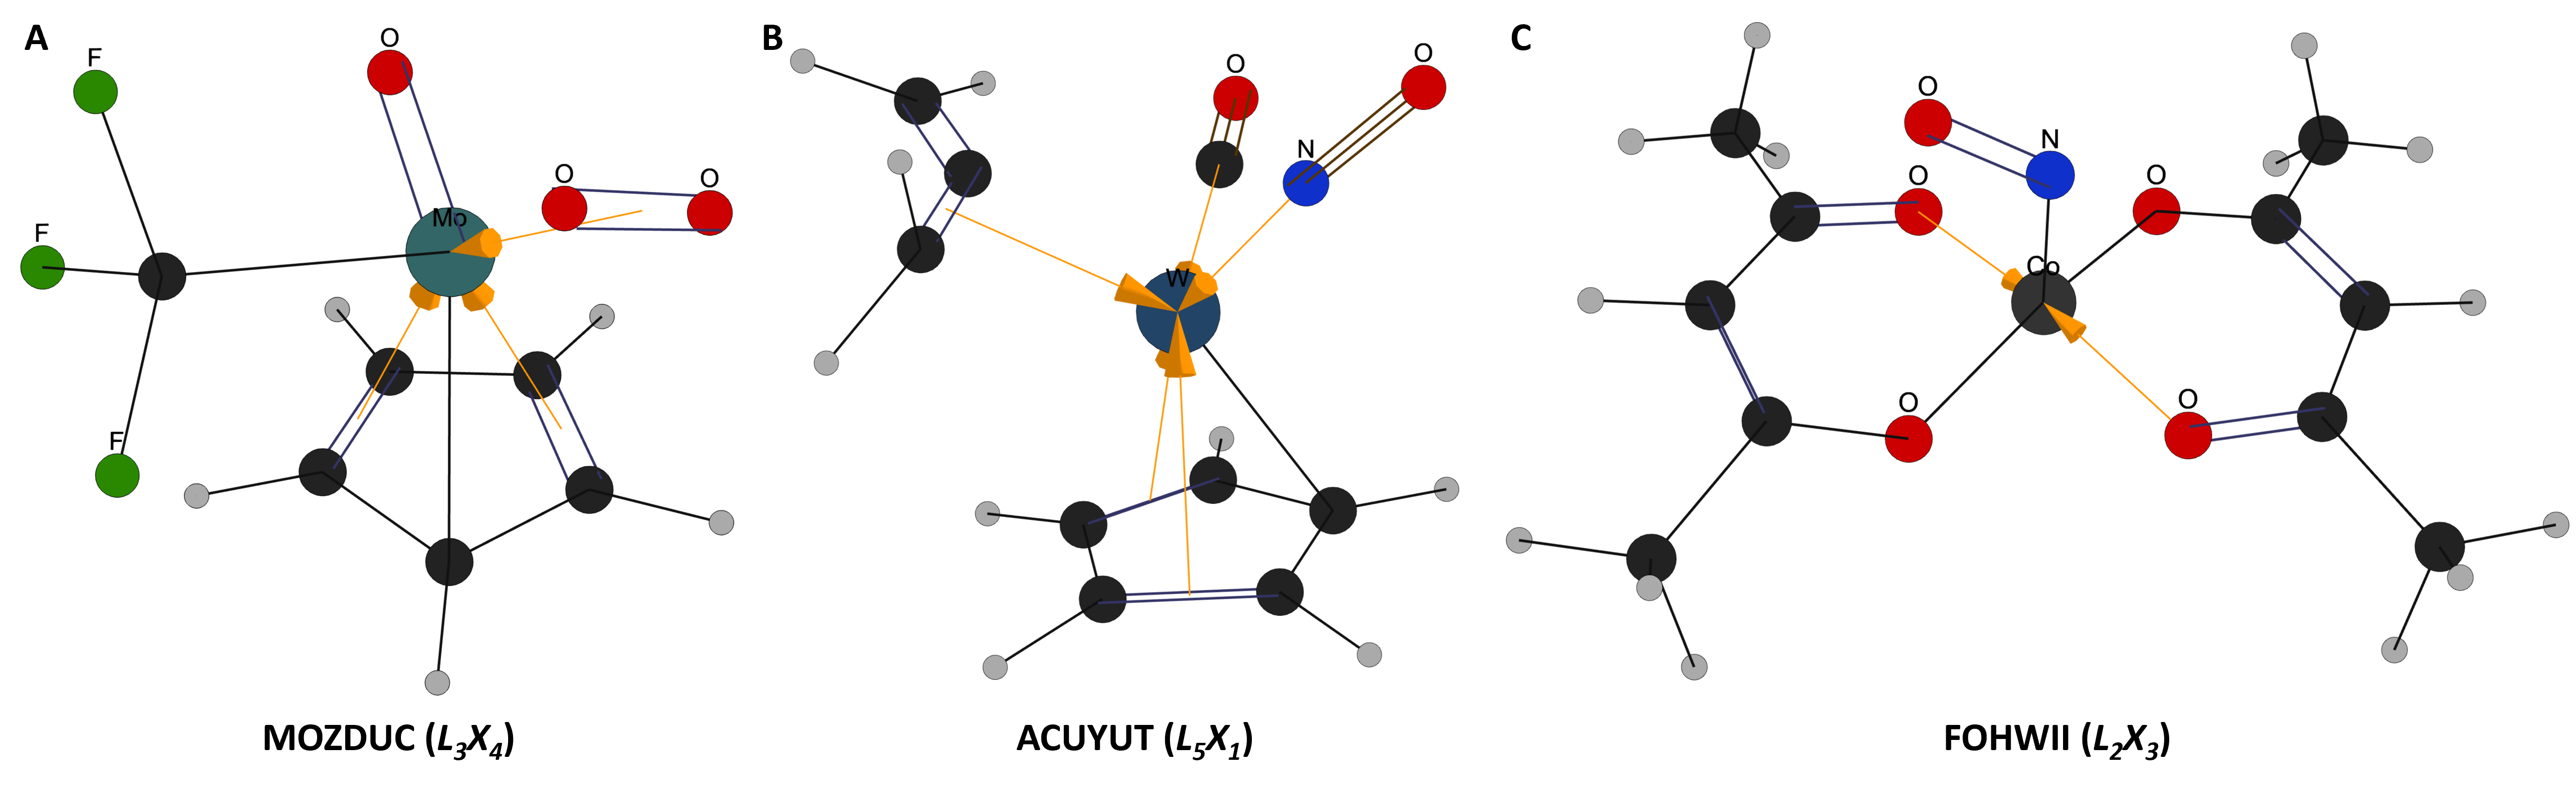 A
B
C
F
F
F
O
Mo
O
O
O
O
N
W
O
N
O
O
Co
O
O
MOZDUC (L3X4)
ACUYUT (L5X1)
FOHWII (L2X3)